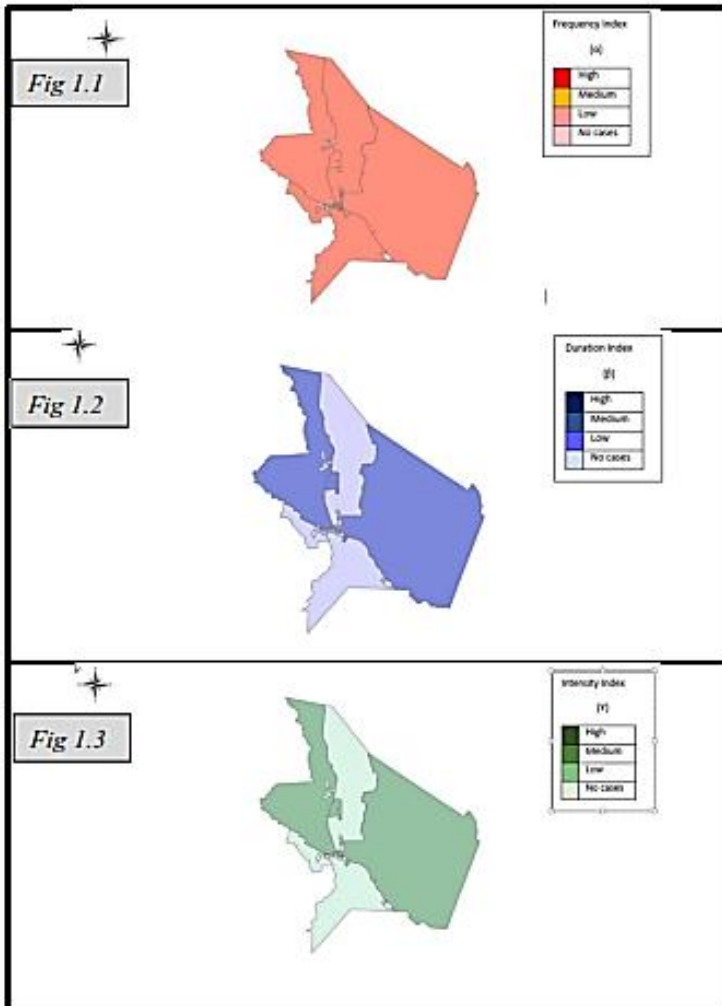 Fig 1.1
Frequency Index
(α)
High
Medium
Low
No cases
Fig 1.2
Duration Index
(β)
High
Medium
Low
No cases
Fig 1.3
Intensity Index
(γ)
High
Medium
Low
No cases